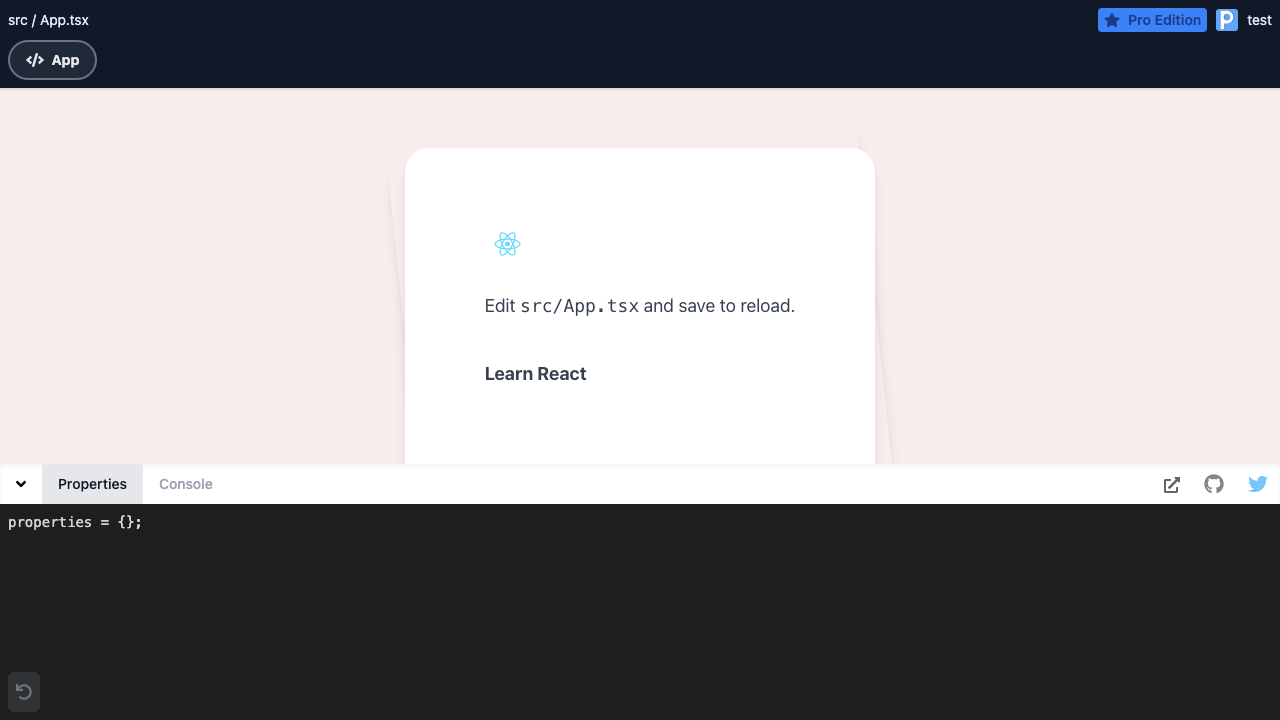 src / App.tsx
Pro Edition
test
</> App
Edit src/App.tsx and save to reload.
Learn React
Properties
Console
properties = {};